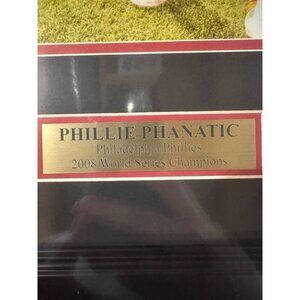 PHILLIE PHANATIC
Philadelphia Phillies
2008 World Series Champions